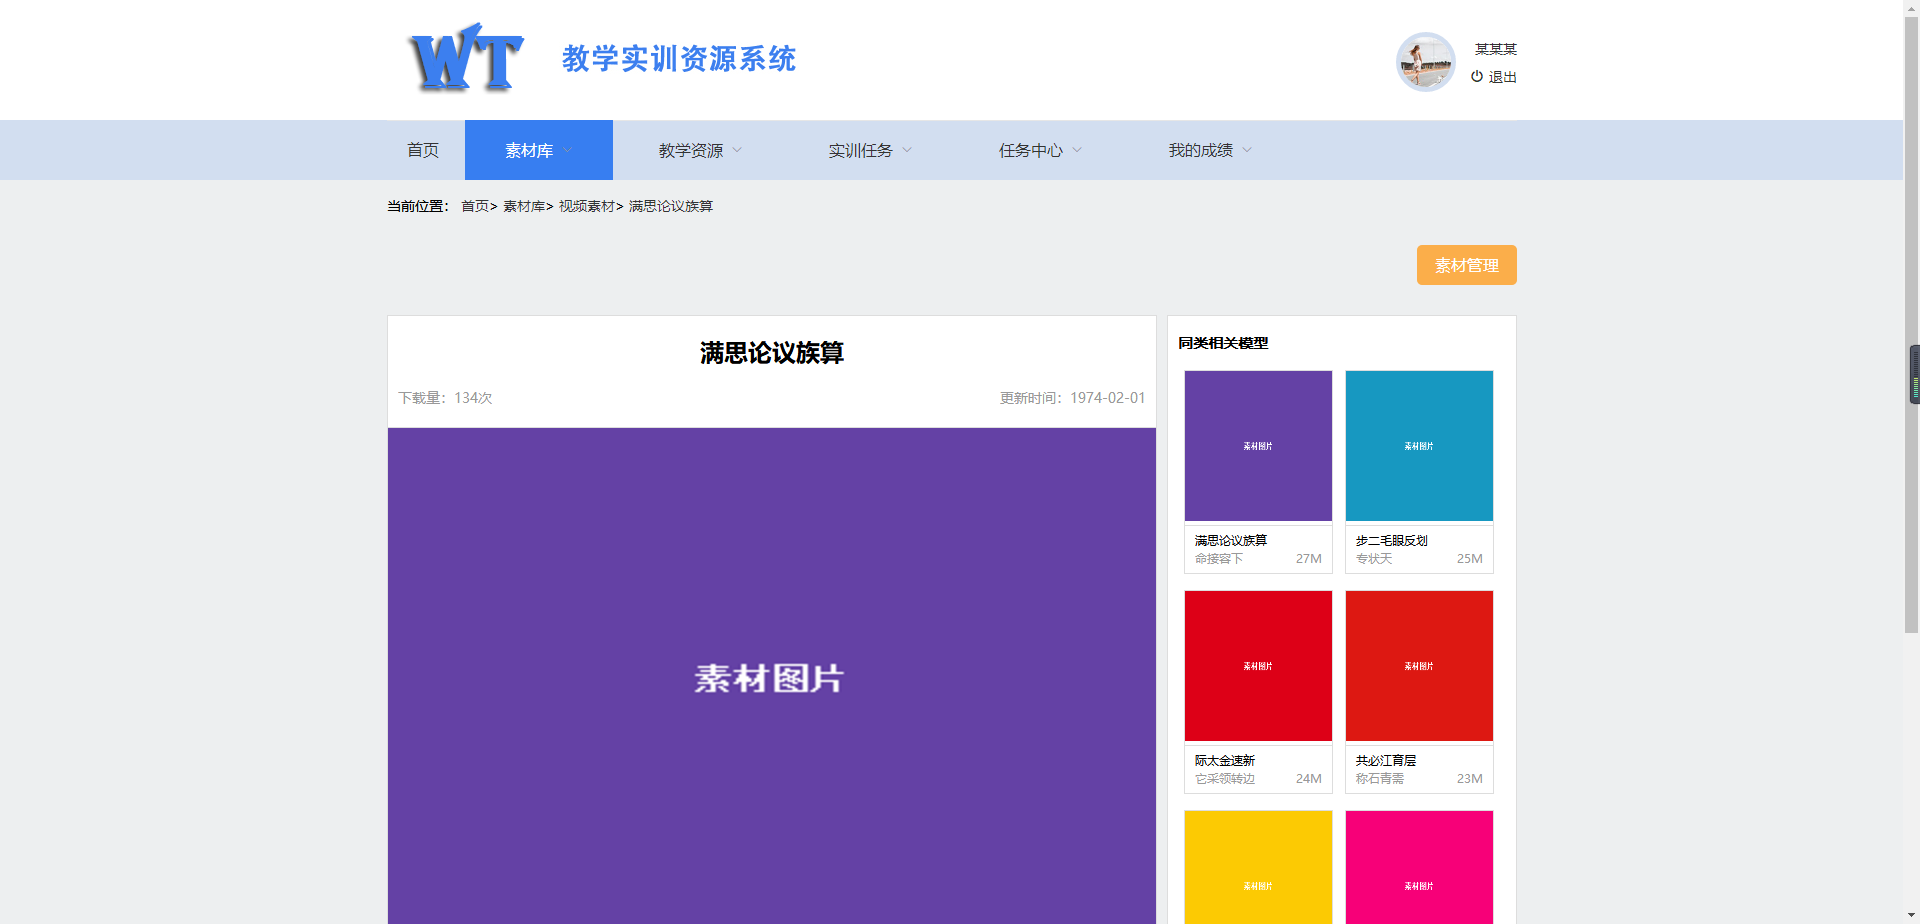 WT 教学实训资源系统
某某某
退出
首页 素材库 教学资源 实训任务 任务中心 我的成绩
当前位置： 首页> 素材库> 视频素材> 满思论议族算
素材管理
满思论议族算
下载量：134次 更新时间：1974-02-01
素材图片
同类相关模型
素材图片 素材图片
满思论议族算 步二毛眼反划
命接容下 27M 专状天 25M
素材图片 素材图片
际太金速新 共必江育层
它采领转边 24M 称石青需 23M
素材图片 素材图片